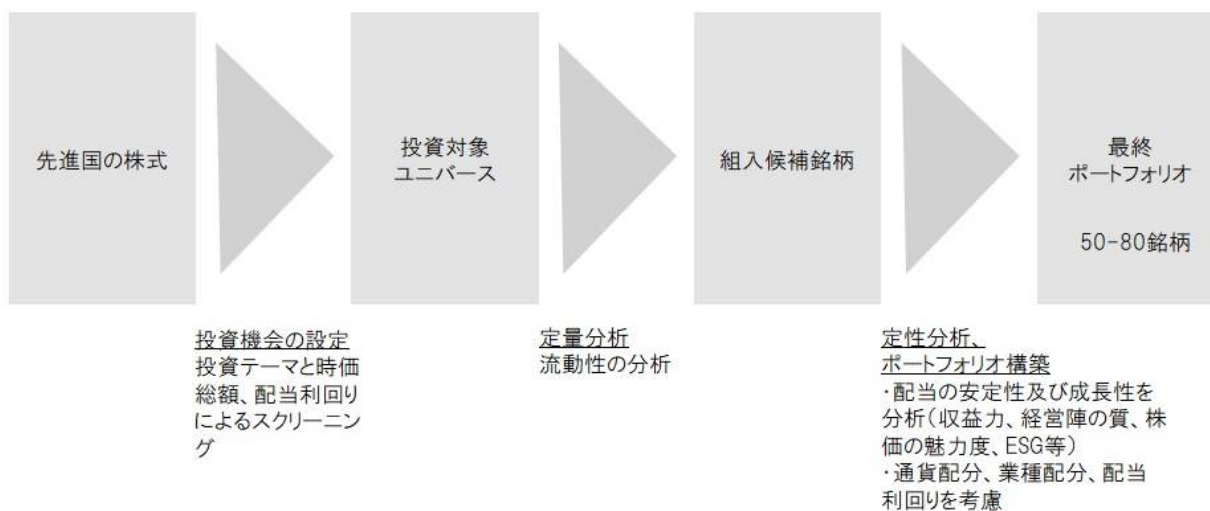 先進国の株式
投資対象
ユニバース
組入候補銘柄
最終
ポートフォリオ
50-80銘柄
投資機会の設定
投資テーマと時価
総額、配当利回り
によるスクリーニン
グ
定量分析
流動性の分析
定性分析、
ポートフォリオ構築
・配当の安定性及び成長性を
分析(収益力、経営陣の質、株
価の魅力度、ESG等)
・通貨配分、業種配分、配当
利回りを考慮